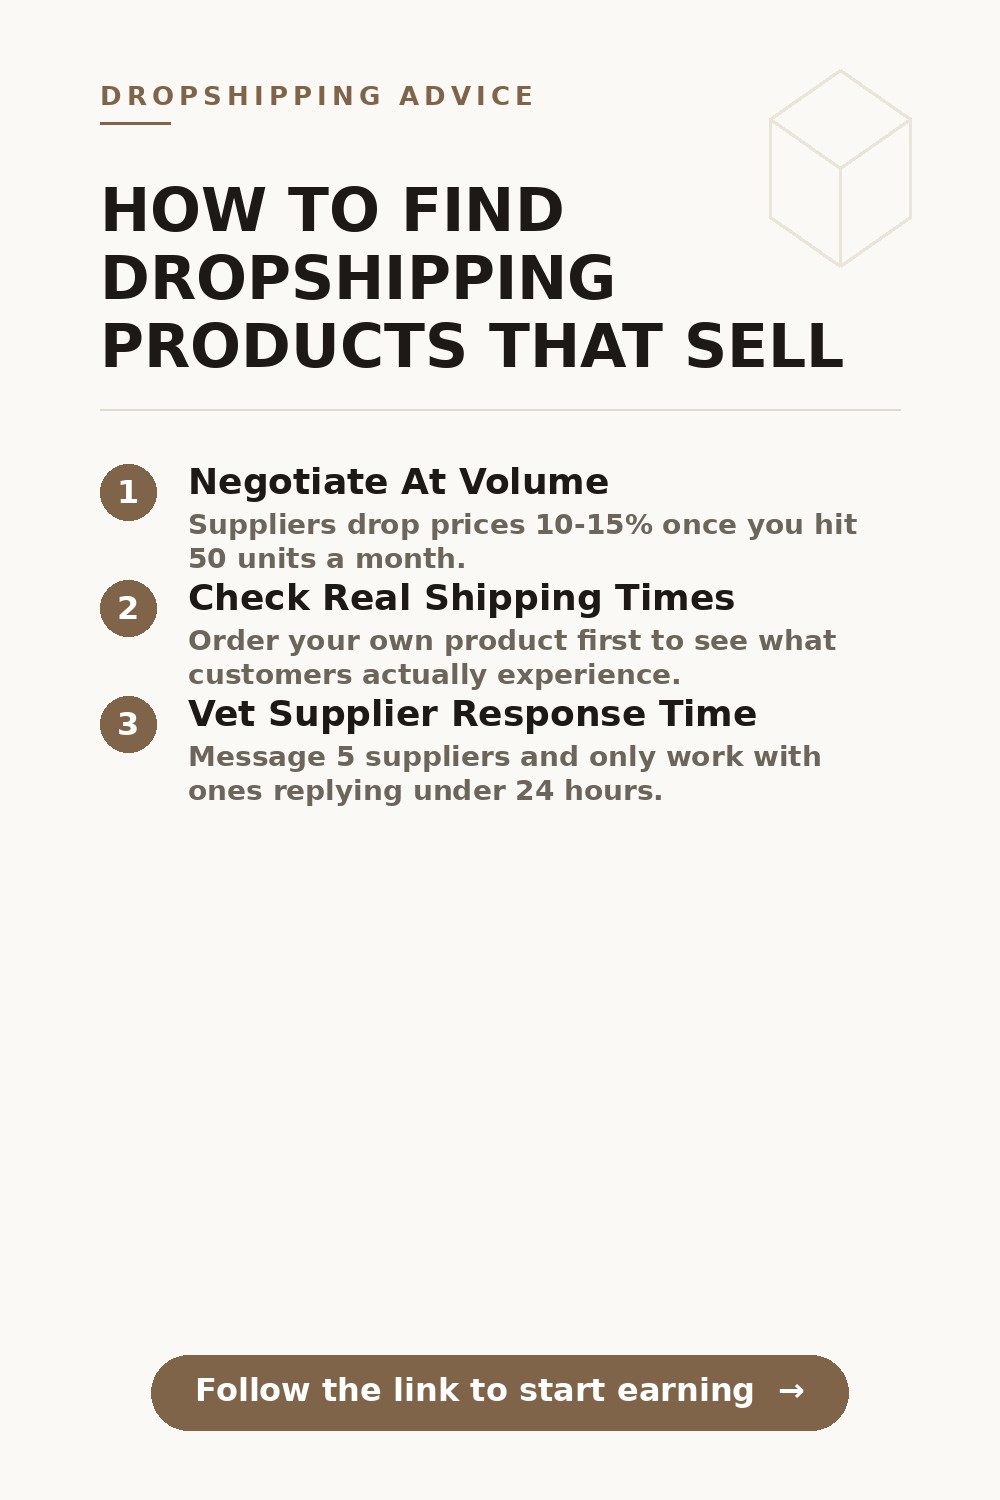 DROPSHIPPING ADVICE
HOW TO FIND
DROPSHIPPING
PRODUCTS THAT SELL
1 Negotiate At Volume
Suppliers drop prices 10-15% once you hit
50 units a month.
2 Check Real Shipping Times
Order your own product first to see what
customers actually experience.
3 Vet Supplier Response Time
Message 5 suppliers and only work with
ones replying under 24 hours.
Follow the link to start earning →